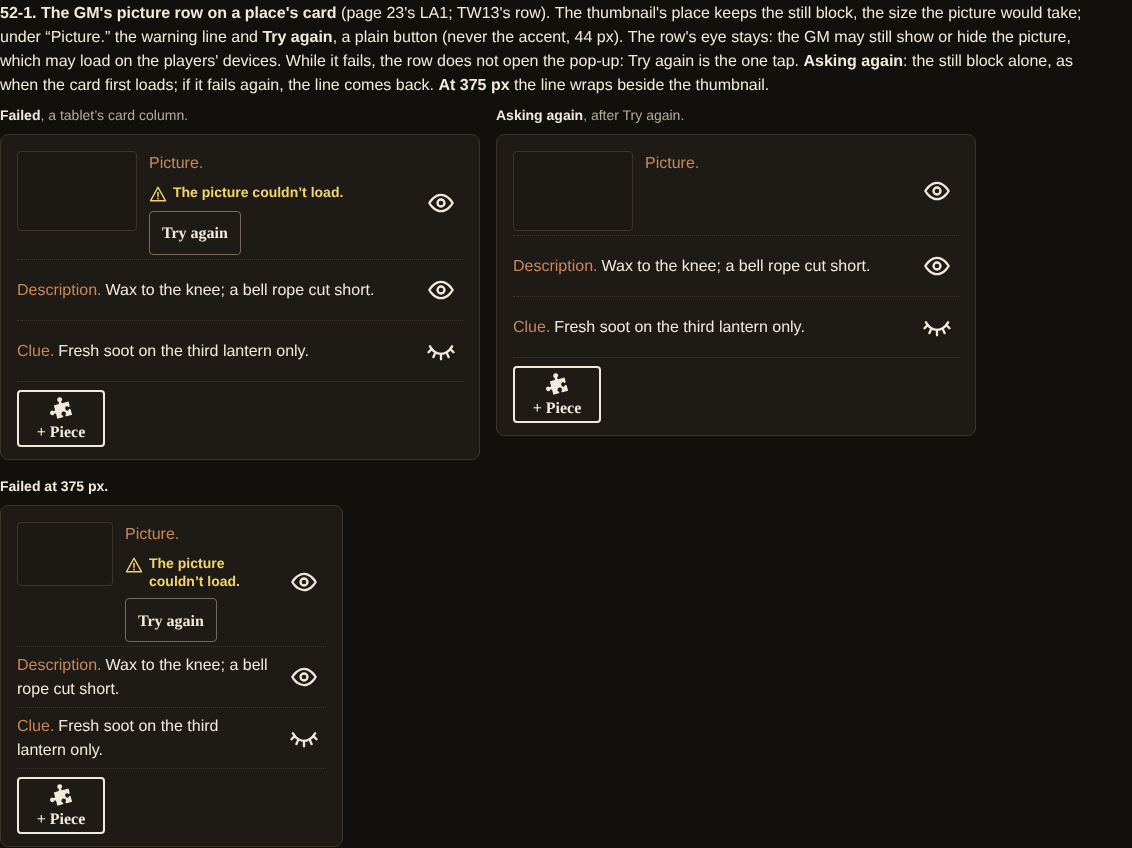 52-1. The GM's picture row on a place's card (page 23's LA1; TW13's row). The thumbnail's place keeps the still block, the size the picture would take;
under “Picture.” the warning line and Try again, a plain button (never the accent, 44 px). The row's eye stays: the GM may still show or hide the picture,
which may load on the players' devices. While it fails, the row does not open the pop-up: Try again is the one tap. Asking again: the still block alone, as
when the card first loads; if it fails again, the line comes back. At 375 px the line wraps beside the thumbnail.
Failed, a tablet’s card column.
Picture.
The picture couldn’t load.
Try again
Description. Wax to the knee; a bell rope cut short.
Clue. Fresh soot on the third lantern only.
+ Piece
Asking again, after Try again.
Picture.
Description. Wax to the knee; a bell rope cut short.
Clue. Fresh soot on the third lantern only.
+ Piece
Failed at 375 px.
Picture.
The picture
couldn’t load.
Try again
Description. Wax to the knee; a bell
rope cut short.
Clue. Fresh soot on the third
lantern only.
+ Piece